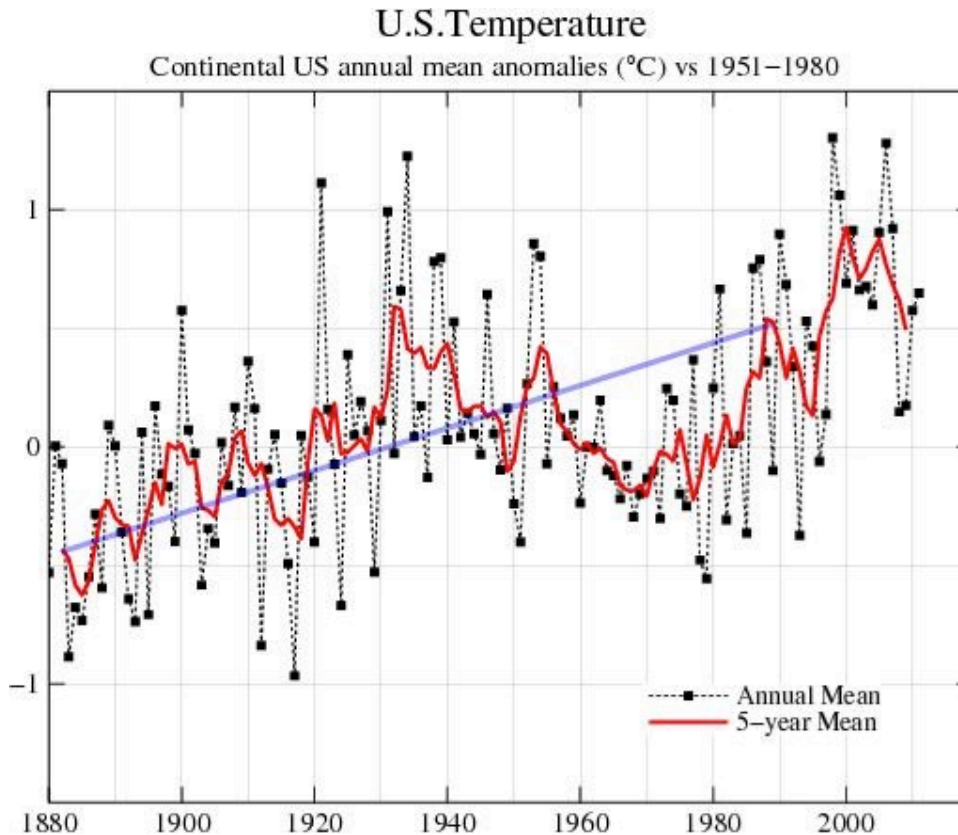 U.S.Temperature
Continental US annual mean anomalies (°C) vs 1951−1980
1
0
−1
Annual Mean
5−year Mean
1880 1900 1920 1940 1960 1980 2000